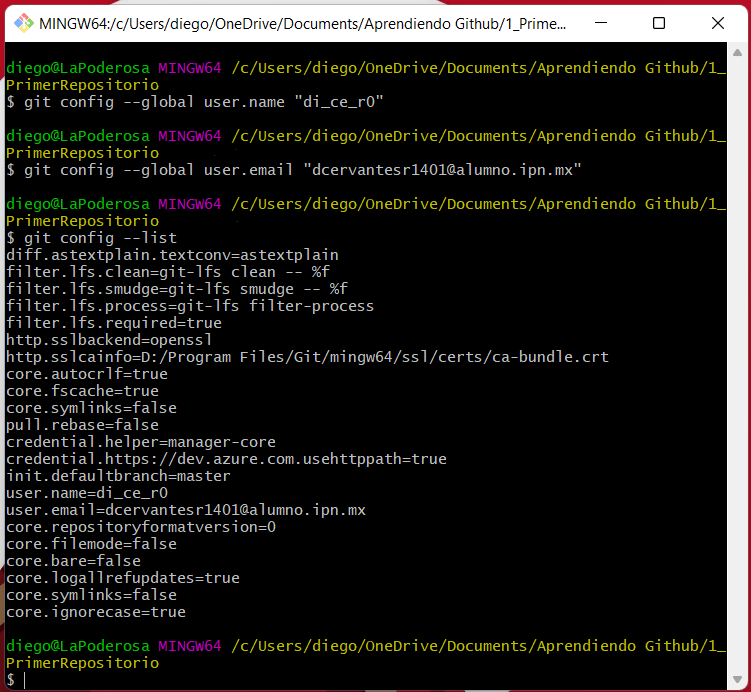 MINGW64:/c/Users/diego/OneDrive/Documents/Aprendiendo Github/1_Prime...
diego@LaPoderosa MINGW64 /c/Users/diego/OneDrive/Documents/Aprendiendo Github/1_
PrimerRepositorio
$ git config --global user.name "di_ce_r0"
diego@LaPoderosa MINGW64 /c/Users/diego/OneDrive/Documents/Aprendiendo Github/1_
PrimerRepositorio
$ git config --global user.email "dcervantesr1401@alumno.ipn.mx"
diego@LaPoderosa MINGW64 /c/Users/diego/OneDrive/Documents/Aprendiendo Github/1_
PrimerRepositorio
$ git config --list
diff.astextplain.textconv=astextplain
filter.lfs.clean=git-lfs clean -- %f
filter.lfs.smudge=git-lfs smudge -- %f
filter.lfs.process=git-lfs filter-process
filter.lfs.required=true
http.sslbackend=openssl
http.sslcainfo=D:/Program Files/Git/mingw64/ssl/certs/ca-bundle.crt
core.autocrlf=true
core.fscache=true
core.symlinks=false
pull.rebase=false
credential.helper=manager-core
credential.https://dev.azure.com.usehttppath=true
init.defaultbranch=master
user.name=di_ce_r0
user.email=dcervantesr1401@alumno.ipn.mx
core.repositoryformatversion=0
core.filemode=false
core.bare=false
core.logallrefupdates=true
core.symlinks=false
core.ignorecase=true
diego@LaPoderosa MINGW64 /c/Users/diego/OneDrive/Documents/Aprendiendo Github/1_
PrimerRepositorio
$